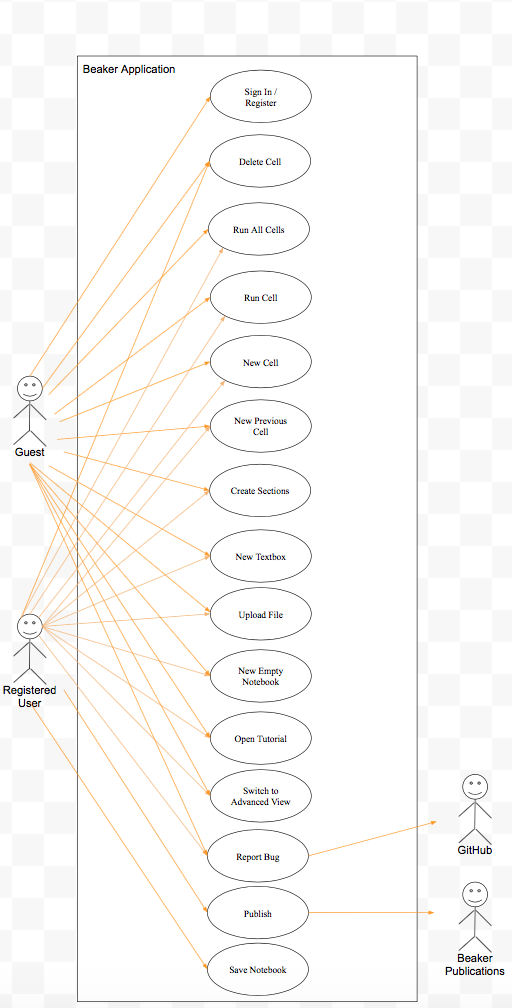 Beaker Application
Sign In /
Register
Delete Cell
Run All Cells
Run Cell
New Cell
New Previous
Cell
Guest
Create Sections
New Textbox
Upload File
New Empty
Notebook
Registered
User
Open Tutorial
Switch to
Advanced View
Report Bug
GitHub
Publish
Beaker
Publications
Save Notebook